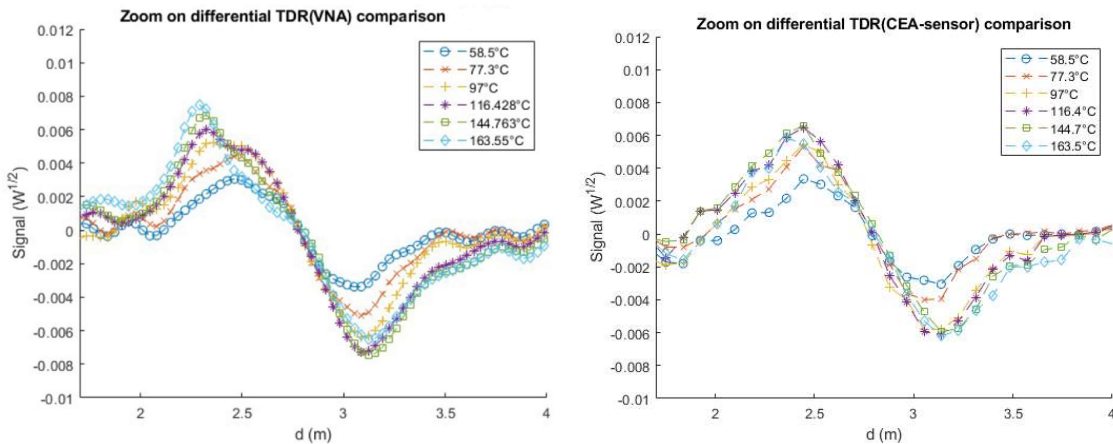 Zoom on differential TDR(VNA) comparison
0.012
0.01
0.008
0.006
0.004
0.002
0
-0.002
-0.004
-0.006
-0.008
-0.01
Signal (W^1/2)
58.5°C
77.3°C
97°C
116.428°C
144.763°C
163.55°C
2 2.5 3 3.5 4
d (m)
Zoom on differential TDR(CEA-sensor) comparison
0.012
0.01
0.008
0.006
0.004
0.002
0
-0.002
-0.004
-0.006
-0.008
-0.01
Signal (W^1/2)
58.5°C
77.3°C
97°C
116.4°C
144.7°C
163.5°C
2 2.5 3 3.5 4
d (m)